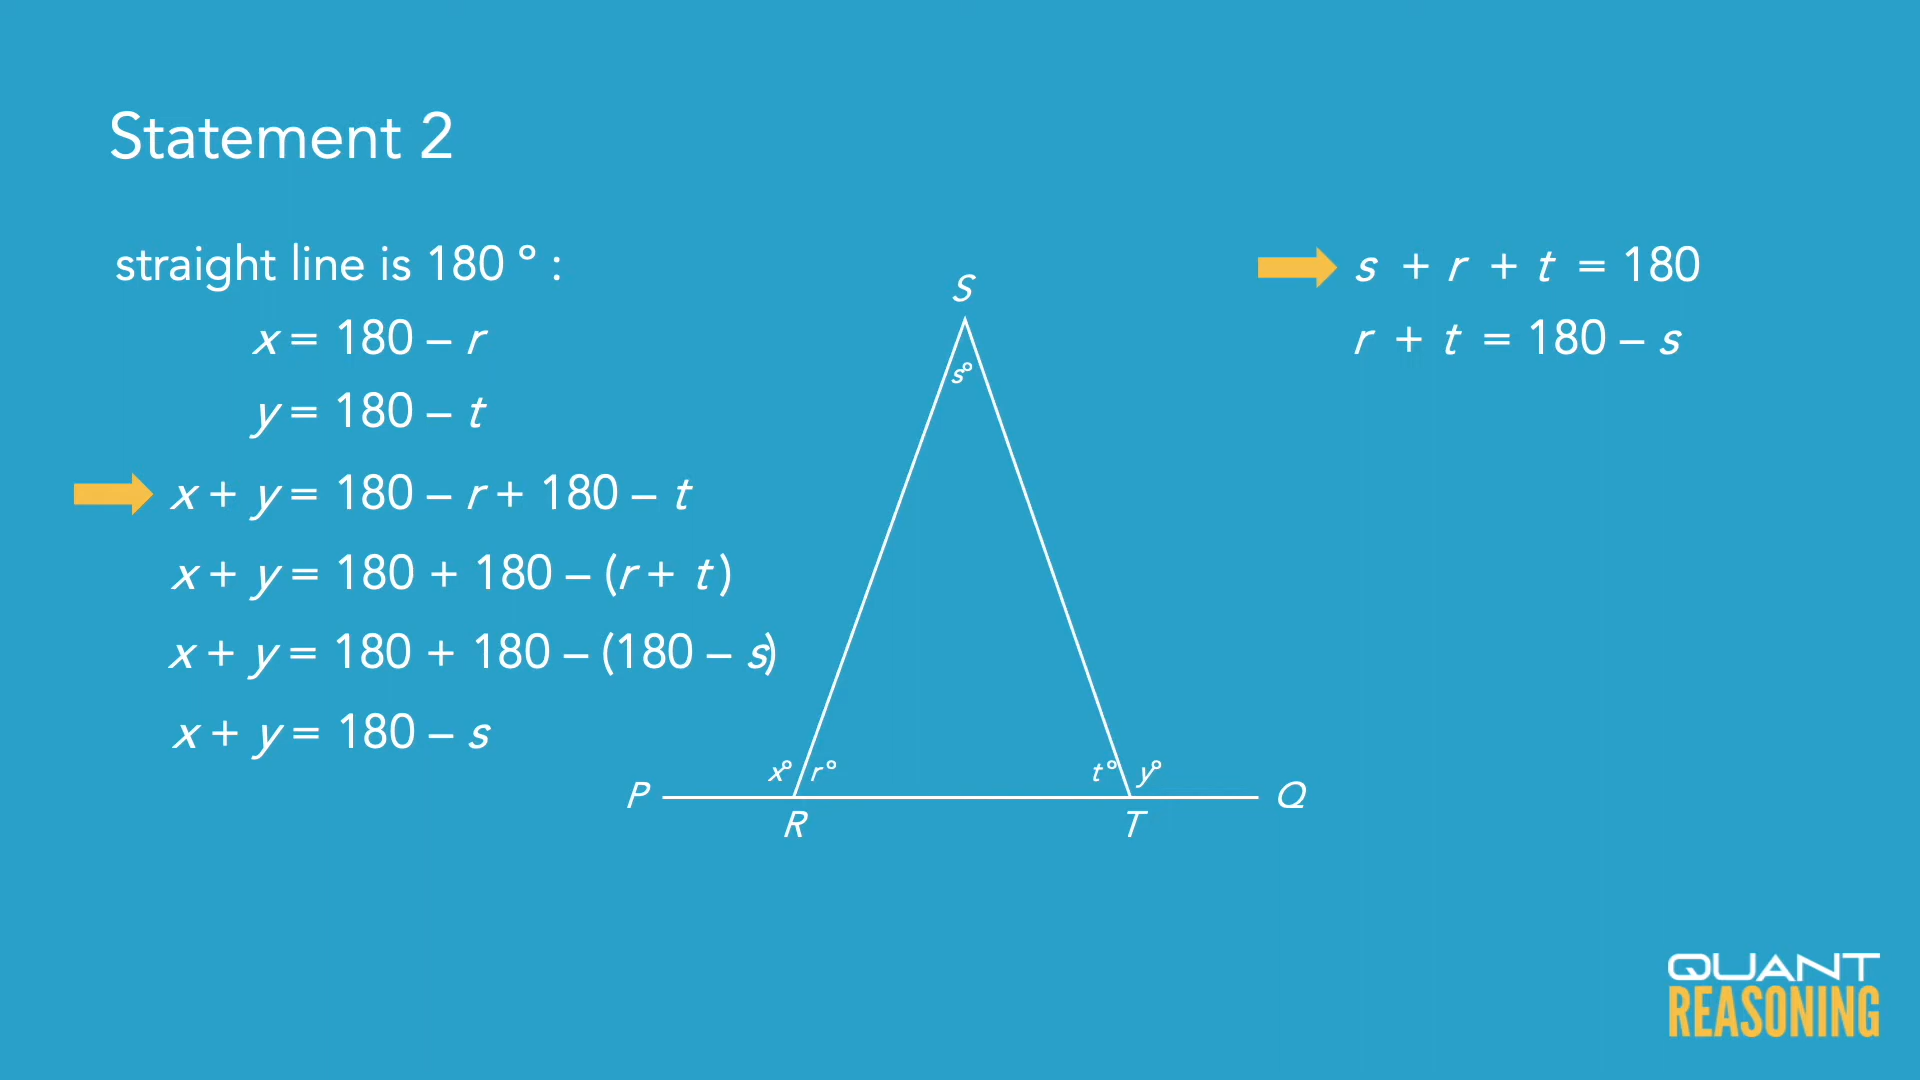 Statement 2
straight line is 180 ° :
x = 180 – r
y = 180 – t
x + y = 180 – r + 180 – t
x + y = 180 + 180 – (r + t)
x + y = 180 + 180 – (180 – s)
x + y = 180 – s
s + r + t = 180
r + t = 180 – s
S
s°
x° r° t° y°
P Q
R T
QUANT
REASONING